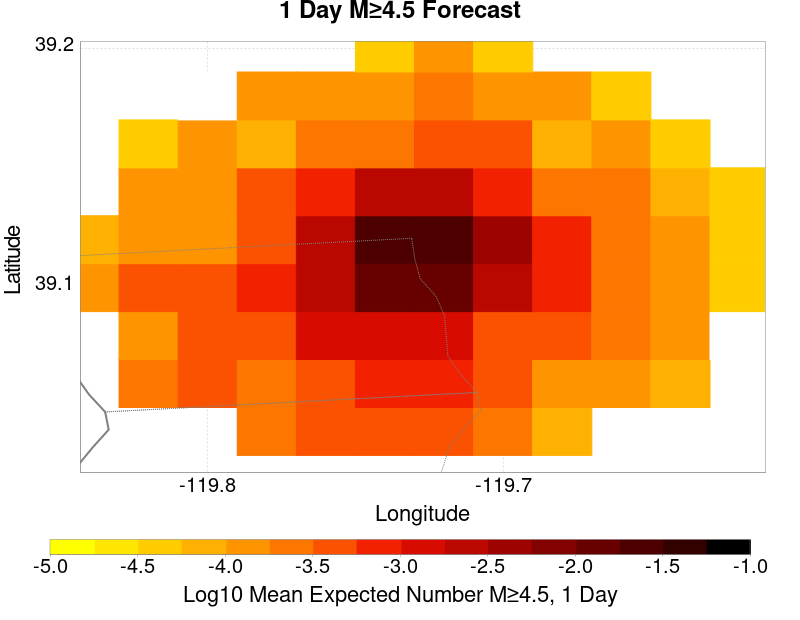 1 Day M≥4.5 Forecast
39.2
39.1
Latitude
-119.8 -119.7
Longitude
-5.0 -4.5 -4.0 -3.5 -3.0 -2.5 -2.0 -1.5 -1.0
Log10 Mean Expected Number M≥4.5, 1 Day